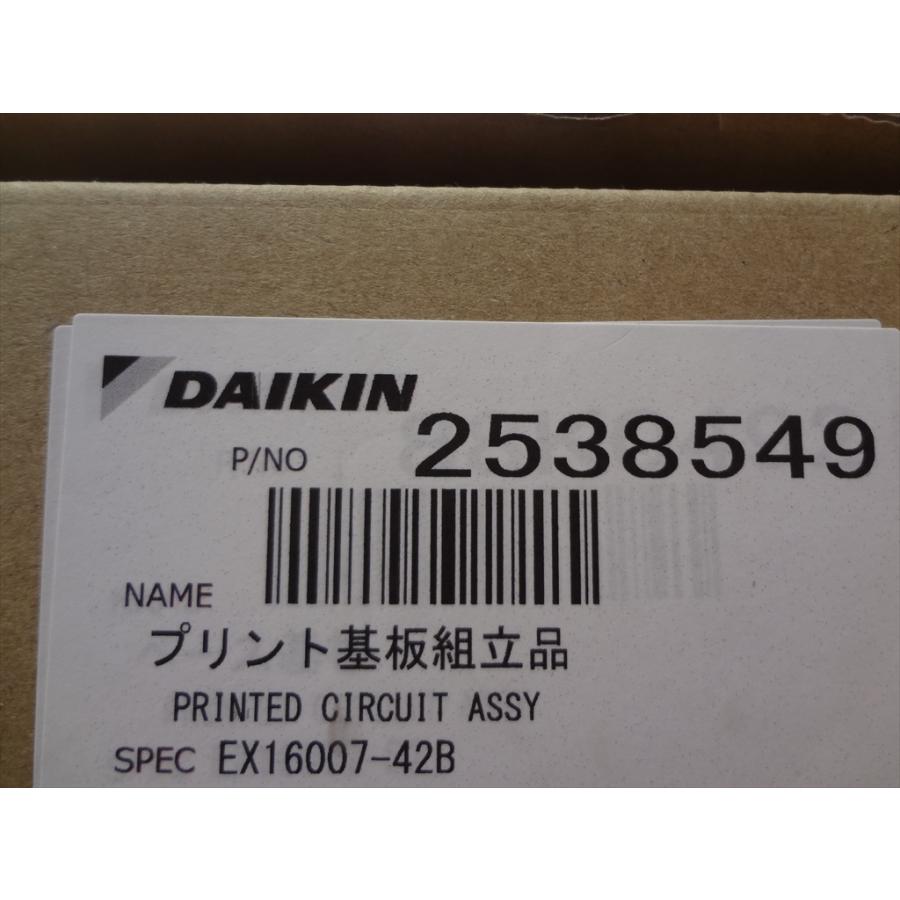 DAIKIN
P/NO 2538549
NAME
プリント基板組立品
PRINTED CIRCUIT ASSY
SPEC EX16007-42B